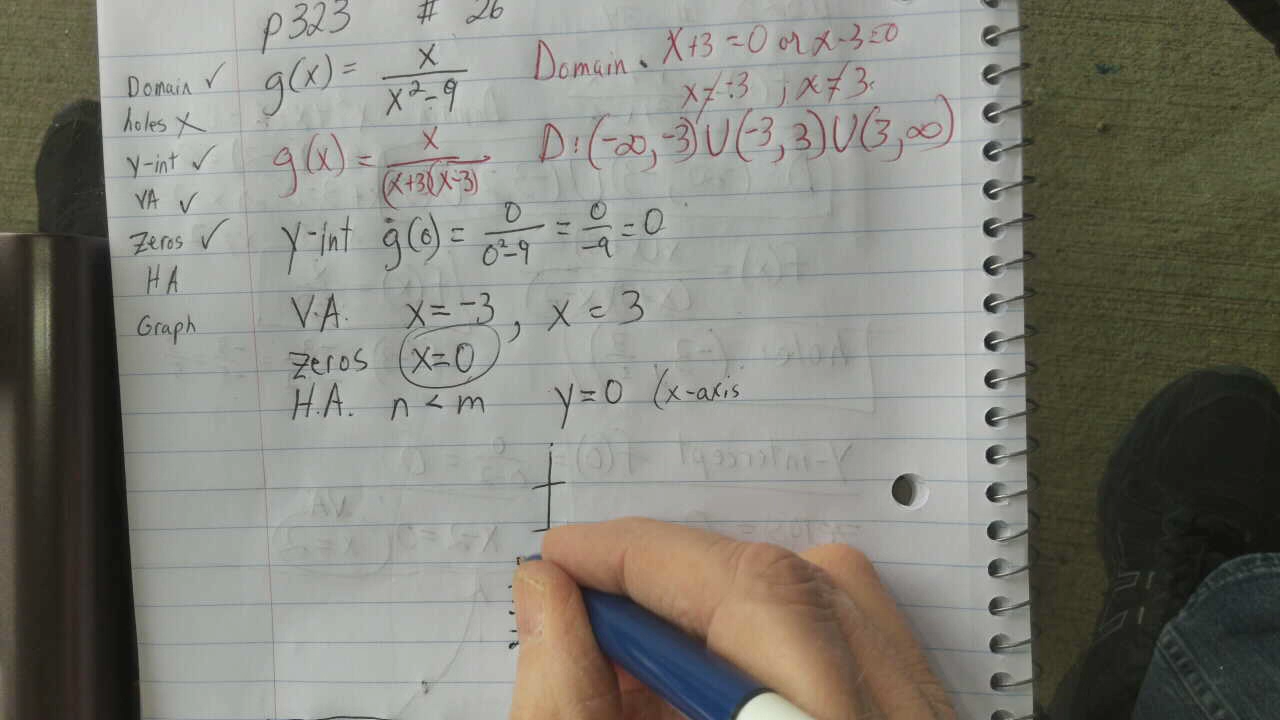 p323 # 26
Domain ✓
holes X
y-int ✓
VA ✓
Zeros ✓
HA
Graph
g(x) = x / x²-9
Domain. x+3=0 or x-3=0
x≠-3 ; x≠3.
g(x) = x / (x+3)(x-3)
D: (-∞, -3) U (-3, 3) U (3, ∞)
y-int g(0) = 0 / 0²-9 = 0 / -9 = 0
V.A. x=-3, x=3
zeros x=0
H.A. n < m y=0 (x-axis